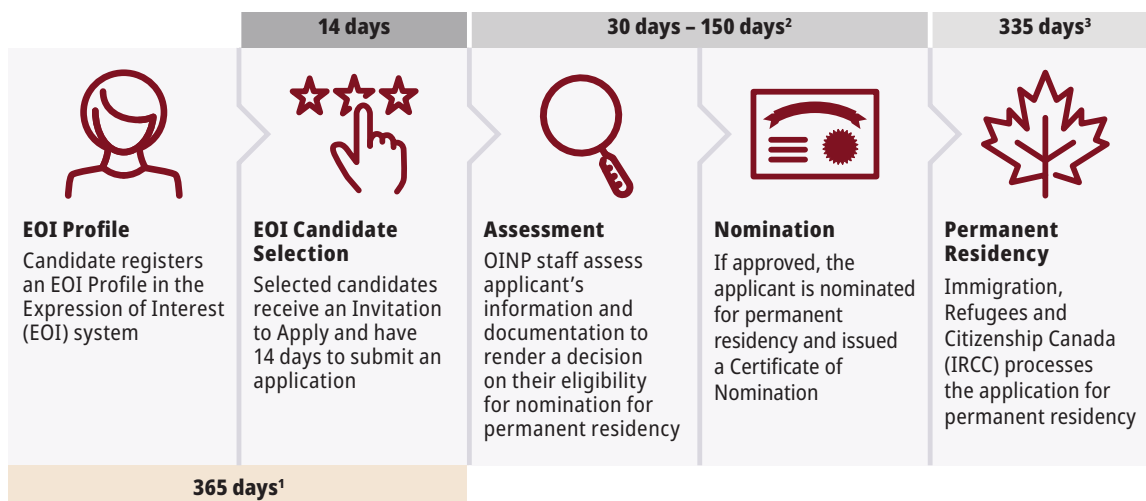 14 days
30 days – 150 days²
335 days³
EOI Profile
Candidate registers
an EOI Profile in the
Expression of Interest
(EOI) system
EOI Candidate
Selection
Selected candidates
receive an Invitation
to Apply and have
14 days to submit an
application
Assessment
OINP staff assess
applicant’s
information and
documentation to
render a decision
on their eligibility
for nomination for
permanent residency
Nomination
If approved, the
applicant is nominated
for permanent
residency and issued
a Certificate of
Nomination
Permanent
Residency
Immigration,
Refugees and
Citizenship Canada
(IRCC) processes
the application for
permanent residency
365 days¹